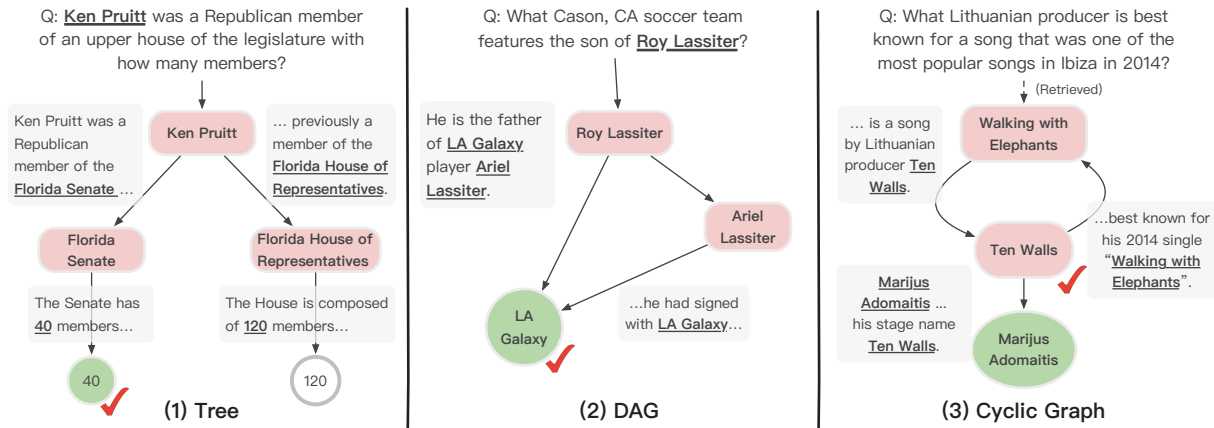 Q: Ken Pruitt was a Republican member
of an upper house of the legislature with
how many members?
Ken Pruitt was a
Republican
member of the
Florida Senate ...
Ken Pruitt
... previously a
member of the
Florida House of
Representatives.
Florida
Senate
Florida House of
Representatives
The Senate has
40 members...
The House is composed
of 120 members...
40
120
(1) Tree
Q: What Cason, CA soccer team
features the son of Roy Lassiter?
He is the father
of LA Galaxy
player Ariel
Lassiter.
Roy Lassiter
Ariel
Lassiter
LA
Galaxy
...he had signed
with LA Galaxy...
(2) DAG
Q: What Lithuanian producer is best
known for a song that was one of the
most popular songs in Ibiza in 2014?
(Retrieved)
... is a song
by Lithuanian
producer Ten
Walls.
Walking with
Elephants
Ten Walls
...best known for
his 2014 single
“Walking with
Elephants”.
Marijus
Adomaitis ...
his stage name
Ten Walls.
Marijus
Adomaitis
(3) Cyclic Graph